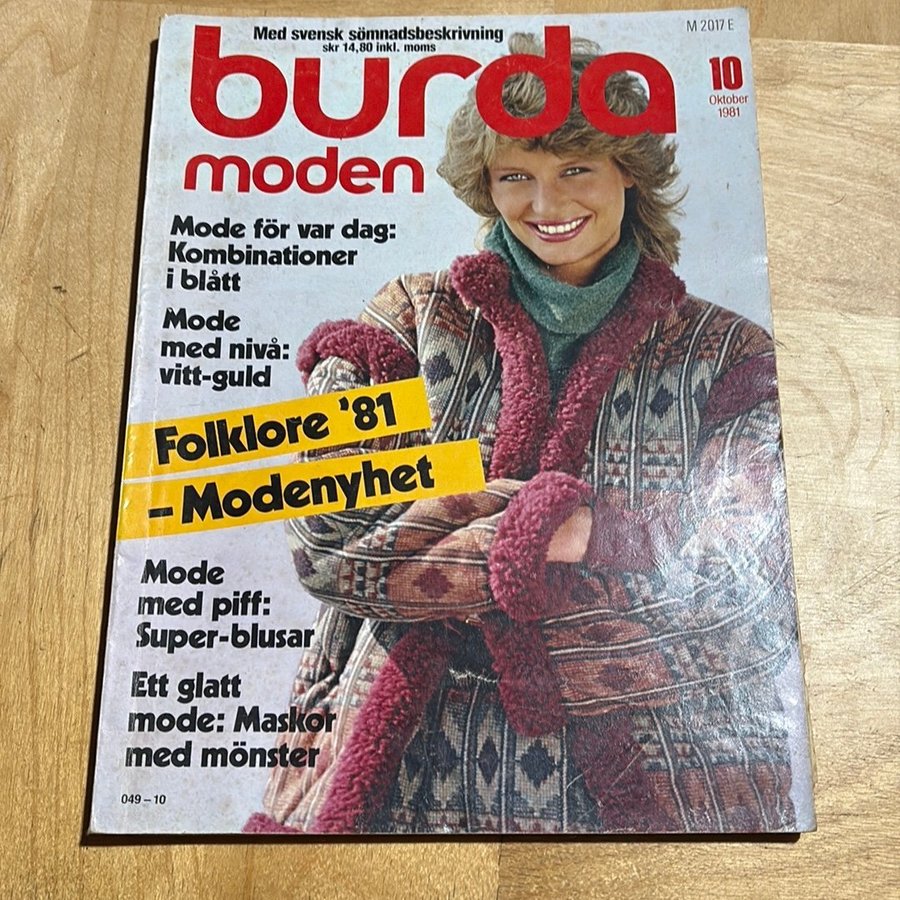 Med svensk sömnadsbeskrivning
skr 14,80 inkl. moms
M 2017 E
burda
moden
10
Oktober
1981
Mode för var dag:
Kombinationer
i blått
Mode
med nivå:
vitt-guld
Folklore '81
– Modenyhet
Mode
med piff:
Super-blusar
Ett glatt
mode: Maskor
med mönster
049 – 10